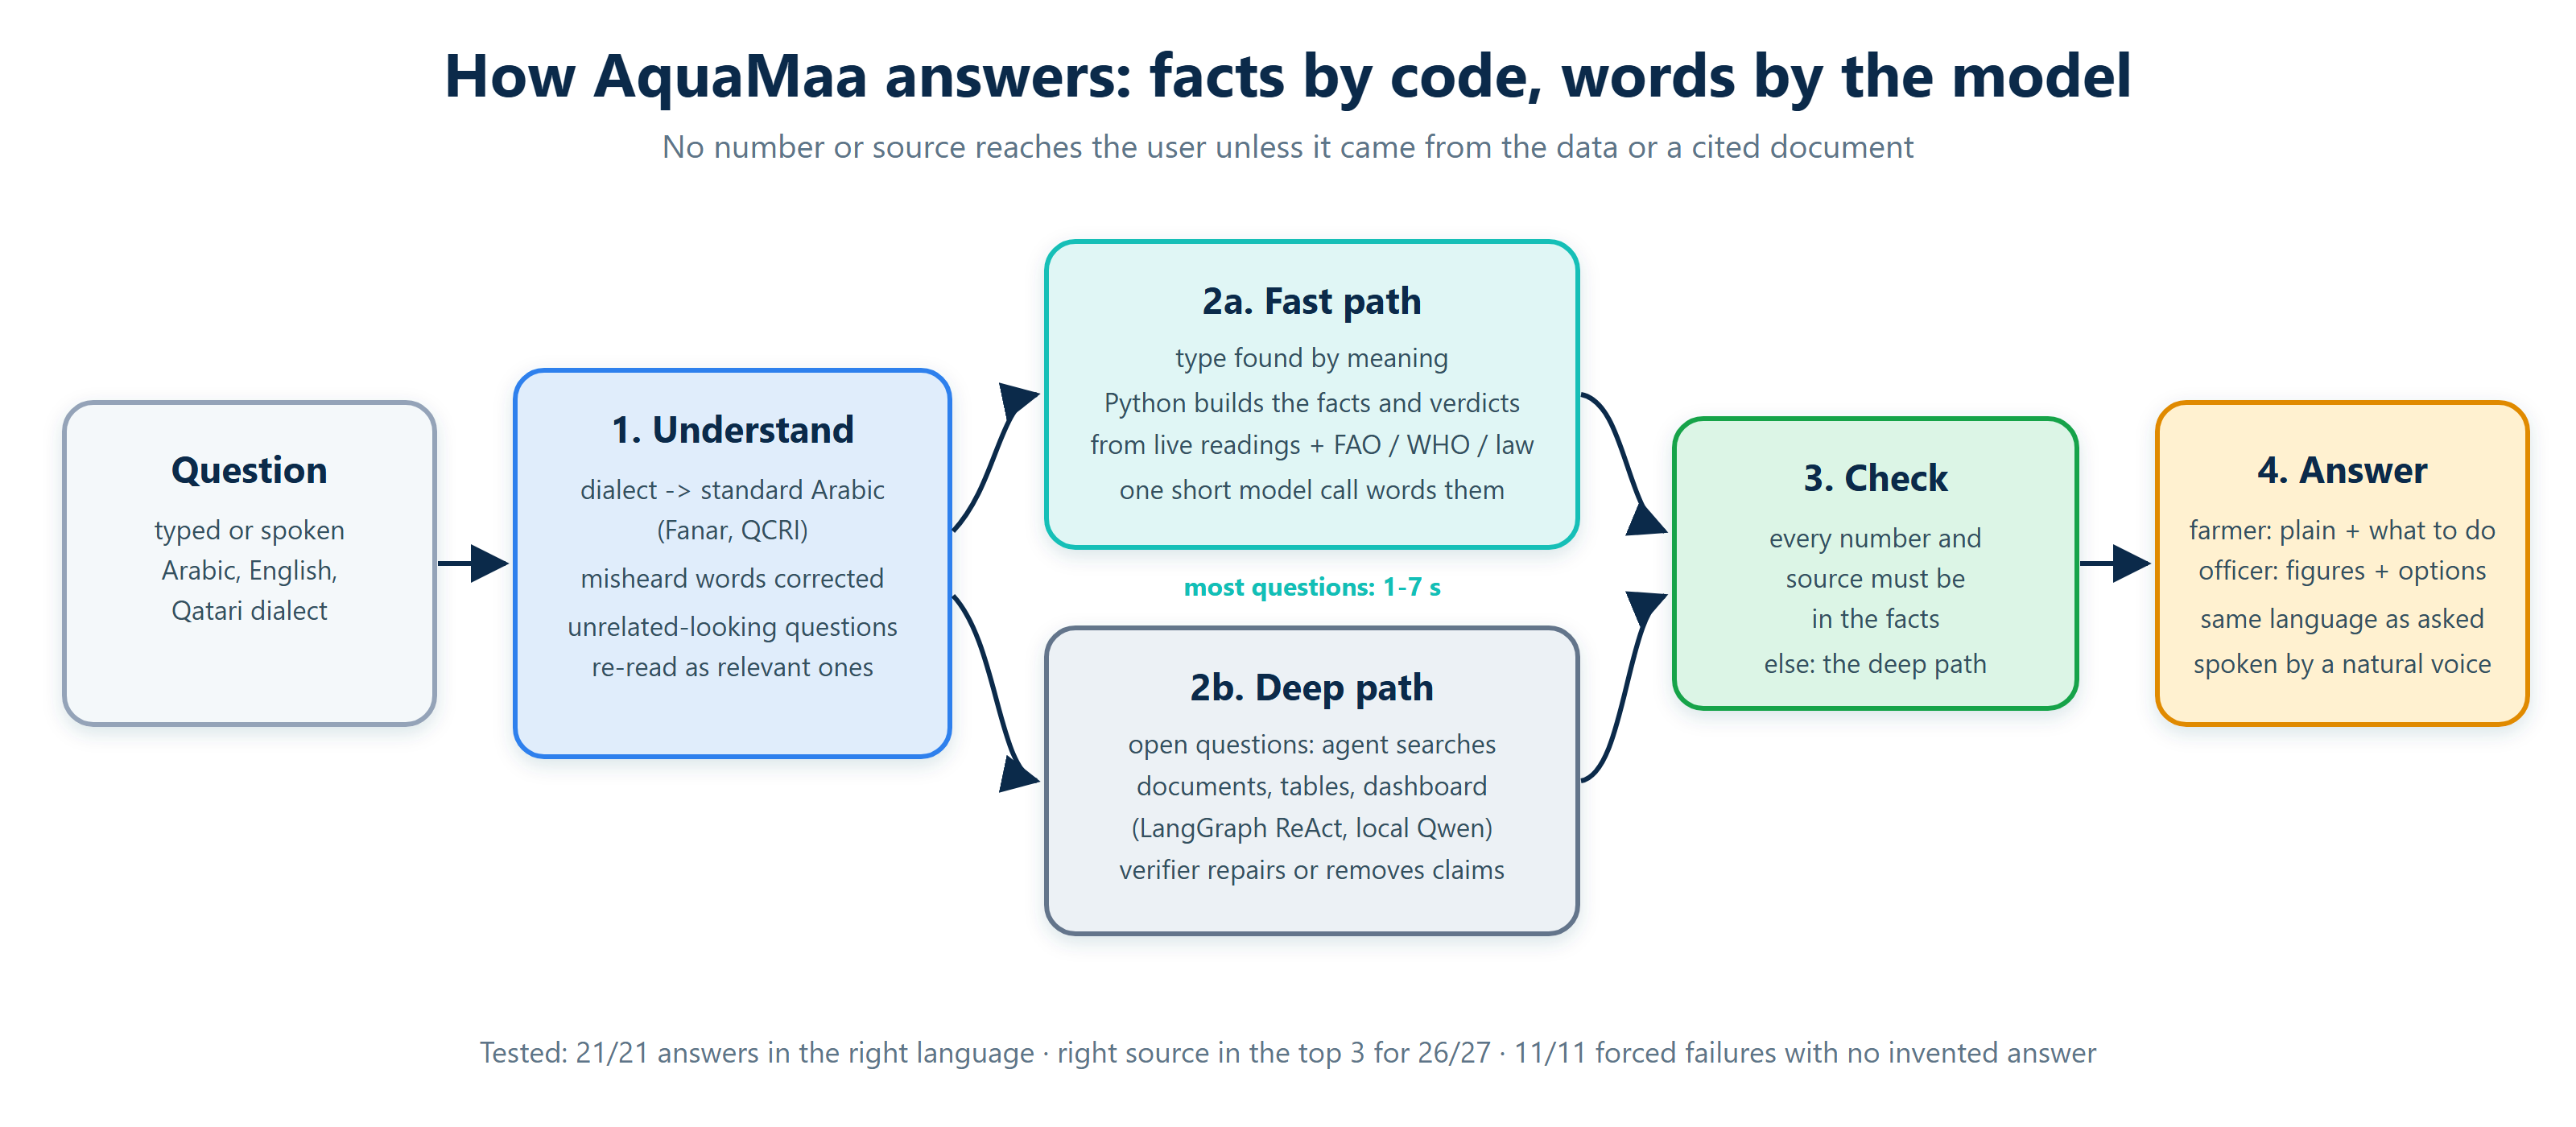 How AquaMaa answers: facts by code, words by the model
No number or source reaches the user unless it came from the data or a cited document
Question
typed or spoken
Arabic, English,
Qatari dialect
1. Understand
dialect -> standard Arabic
(Fanar, QCRI)
misheard words corrected
unrelated-looking questions
re-read as relevant ones
2a. Fast path
type found by meaning
Python builds the facts and verdicts
from live readings + FAO / WHO / law
one short model call words them
most questions: 1-7 s
2b. Deep path
open questions: agent searches
documents, tables, dashboard
(LangGraph ReAct, local Qwen)
verifier repairs or removes claims
3. Check
every number and
source must be
in the facts
else: the deep path
4. Answer
farmer: plain + what to do
officer: figures + options
same language as asked
spoken by a natural voice
Tested: 21/21 answers in the right language · right source in the top 3 for 26/27 · 11/11 forced failures with no invented answer